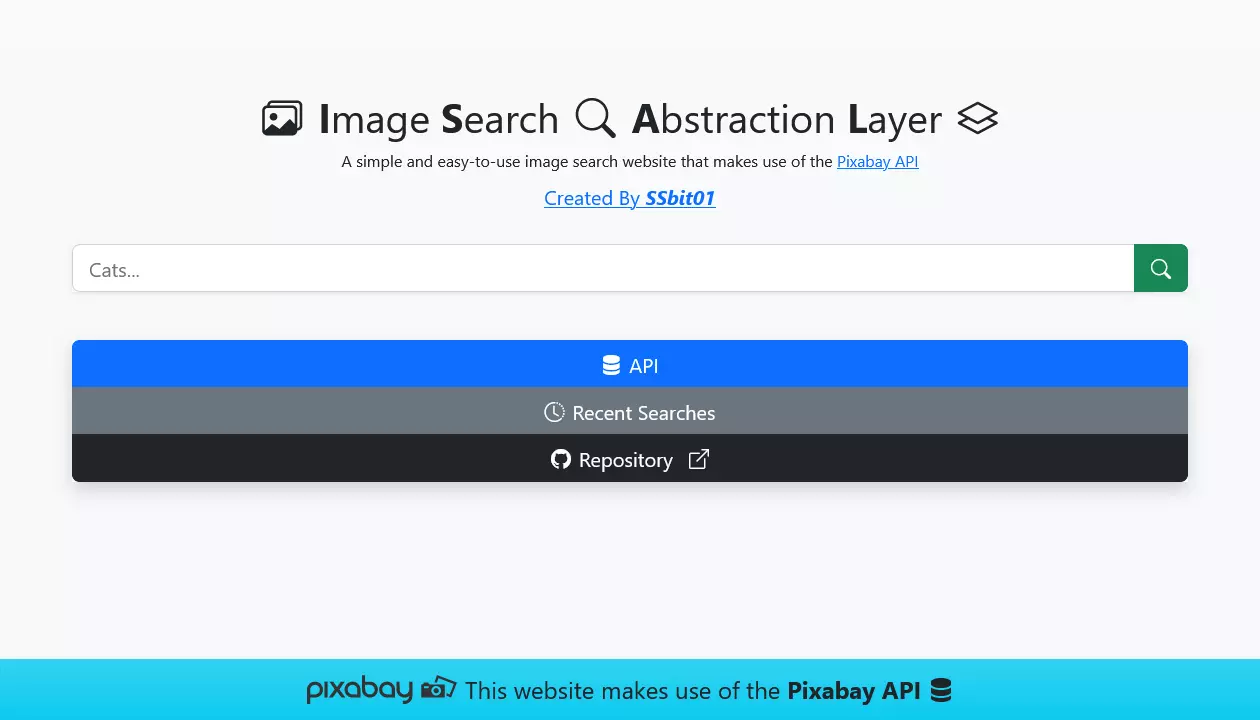 Image Search Abstraction Layer
A simple and easy-to-use image search website that makes use of the Pixabay API
Created By SSbit01
Cats...
API
Recent Searches
Repository
pixabay This website makes use of the Pixabay API